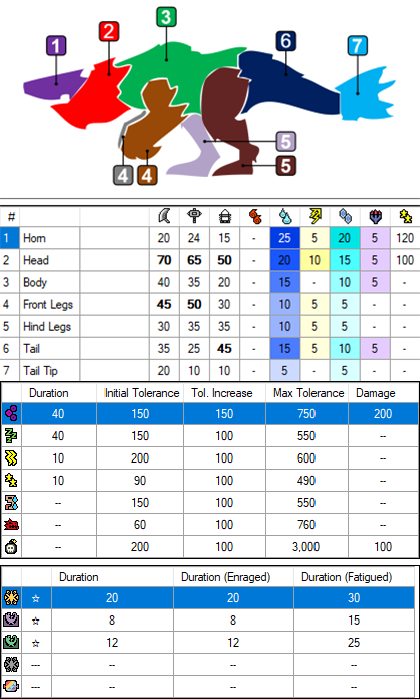 1
2
3
6
7
4
4
5
5
#
1 Horn 20 24 15 - 25 5 20 5 120
2 Head 70 65 50 - 20 10 15 5 100
3 Body 40 35 20 - 15 - 10 5 -
4 Front Legs 45 50 30 - 10 5 5 - -
5 Hind Legs 30 35 35 - 10 5 5 - -
6 Tail 35 25 45 - 15 5 10 5 -
7 Tail Tip 20 10 10 - 5 - 5 - -
Duration Initial Tolerance Tol. Increase Max Tolerance Damage
40 150 150 750 200
40 150 100 550 --
10 200 100 600 --
10 90 100 490 --
-- 150 100 550 --
-- 60 100 760 --
-- 200 100 3,000 100
Duration Duration (Enraged) Duration (Fatigued)
☆ 20 20 30
☆ 8 8 15
☆ 12 12 25
--- -- -- --
--- -- -- --